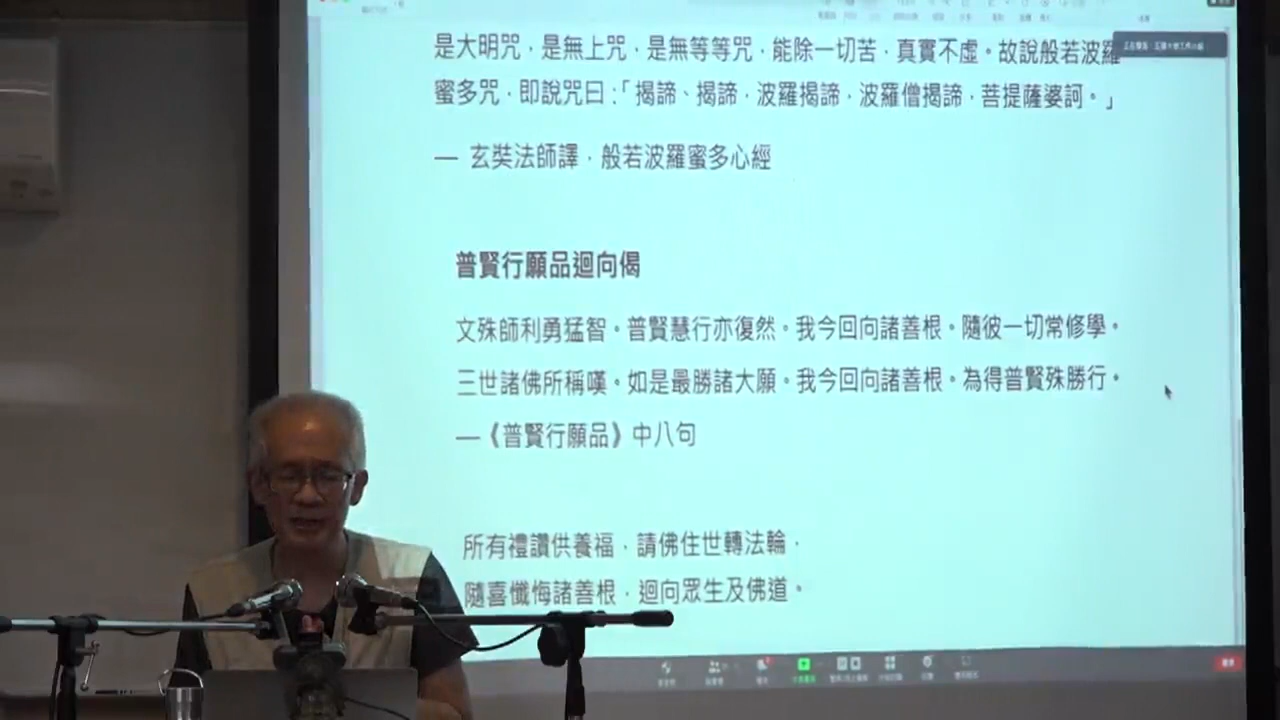 是大明咒，是無上咒，是無等等咒，能除一切苦，真實不虛。故說般若波羅
蜜多咒，即說咒曰：「揭諦、揭諦，波羅揭諦，波羅僧揭諦，菩提薩婆訶。」
— 玄奘法師譯，般若波羅蜜多心經
普賢行願品迴向偈
文殊師利勇猛智。普賢慧行亦復然。我今回向諸善根。隨彼一切常修學。
三世諸佛所稱嘆。如是最勝諸大願。我今回向諸善根。為得普賢殊勝行。
—《普賢行願品》中八句
所有禮讚供養福，請佛住世轉法輪，
隨喜懺悔諸善根，迴向眾生及佛道。